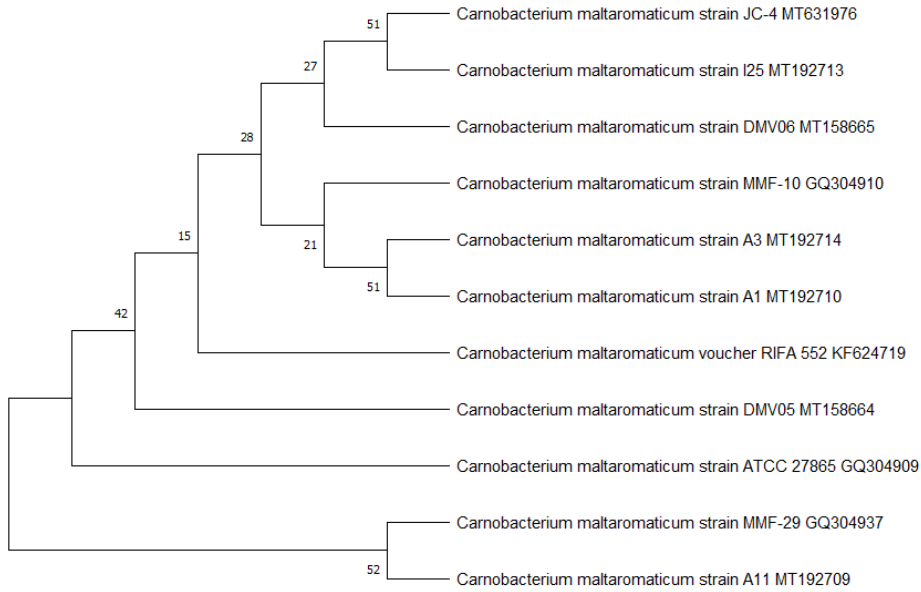 51
Carnobacterium maltaromaticum strain JC-4 MT631976
27
Carnobacterium maltaromaticum strain I25 MT192713
28
Carnobacterium maltaromaticum strain DMV06 MT158665
Carnobacterium maltaromaticum strain MMF-10 GQ304910
15
21
Carnobacterium maltaromaticum strain A3 MT192714
51
Carnobacterium maltaromaticum strain A1 MT192710
42
Carnobacterium maltaromaticum voucher RIFA 552 KF624719
Carnobacterium maltaromaticum strain DMV05 MT158664
Carnobacterium maltaromaticum strain ATCC 27865 GQ304909
Carnobacterium maltaromaticum strain MMF-29 GQ304937
52
Carnobacterium maltaromaticum strain A11 MT192709